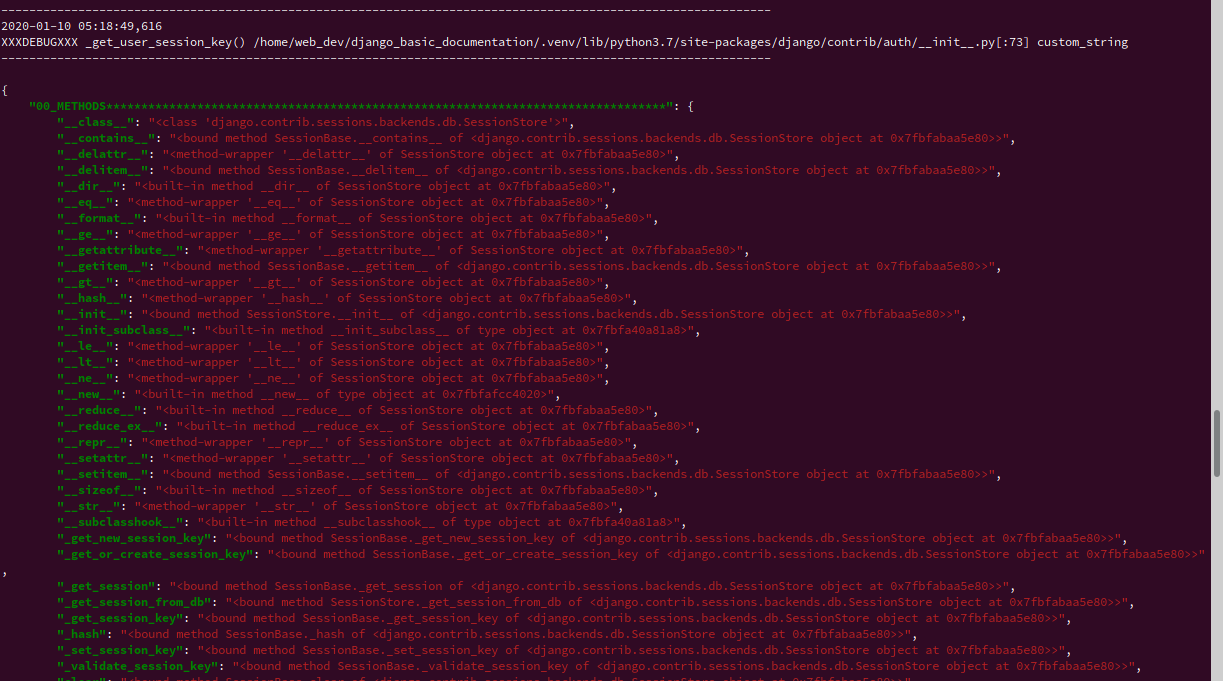 --------------------------------------------------------------------------------------------------------------
2020-01-10 05:18:49,616
XXXDEBUGXXX _get_user_session_key() /home/web_dev/django_basic_documentation/.venv/lib/python3.7/site-packages/django/contrib/auth/__init__.py[:73] custom_string
--------------------------------------------------------------------------------------------------------------
{
"00_METHODS********************************************************************************": {
"__class__": "<class 'django.contrib.sessions.backends.db.SessionStore'>",
"__contains__": "<bound method SessionBase.__contains__ of <django.contrib.sessions.backends.db.SessionStore object at 0x7fbfabaa5e80>>",
"__delattr__": "<method-wrapper '__delattr__' of SessionStore object at 0x7fbfabaa5e80>",
"__delitem__": "<bound method SessionBase.__delitem__ of <django.contrib.sessions.backends.db.SessionStore object at 0x7fbfabaa5e80>>",
"__dir__": "<built-in method __dir__ of SessionStore object at 0x7fbfabaa5e80>",
"__eq__": "<method-wrapper '__eq__' of SessionStore object at 0x7fbfabaa5e80>",
"__format__": "<built-in method __format__ of SessionStore object at 0x7fbfabaa5e80>",
"__ge__": "<method-wrapper '__ge__' of SessionStore object at 0x7fbfabaa5e80>",
"__getattribute__": "<method-wrapper '__getattribute__' of SessionStore object at 0x7fbfabaa5e80>",
"__getitem__": "<bound method SessionBase.__getitem__ of <django.contrib.sessions.backends.db.SessionStore object at 0x7fbfabaa5e80>>",
"__gt__": "<method-wrapper '__gt__' of SessionStore object at 0x7fbfabaa5e80>",
"__hash__": "<method-wrapper '__hash__' of SessionStore object at 0x7fbfabaa5e80>",
"__init__": "<bound method SessionStore.__init__ of <django.contrib.sessions.backends.db.SessionStore object at 0x7fbfabaa5e80>>",
"__init_subclass__": "<built-in method __init_subclass__ of type object at 0x7fbfa40a81a8>",
"__le__": "<method-wrapper '__le__' of SessionStore object at 0x7fbfabaa5e80>",
"__lt__": "<method-wrapper '__lt__' of SessionStore object at 0x7fbfabaa5e80>",
"__ne__": "<method-wrapper '__ne__' of SessionStore object at 0x7fbfabaa5e80>",
"__new__": "<built-in method __new__ of type object at 0x7fbfafcc4020>",
"__reduce__": "<built-in method __reduce__ of SessionStore object at 0x7fbfabaa5e80>",
"__reduce_ex__": "<built-in method __reduce_ex__ of SessionStore object at 0x7fbfabaa5e80>",
"__repr__": "<method-wrapper '__repr__' of SessionStore object at 0x7fbfabaa5e80>",
"__setattr__": "<method-wrapper '__setattr__' of SessionStore object at 0x7fbfabaa5e80>",
"__setitem__": "<bound method SessionBase.__setitem__ of <django.contrib.sessions.backends.db.SessionStore object at 0x7fbfabaa5e80>>",
"__sizeof__": "<built-in method __sizeof__ of SessionStore object at 0x7fbfabaa5e80>",
"__str__": "<method-wrapper '__str__' of SessionStore object at 0x7fbfabaa5e80>",
"__subclasshook__": "<built-in method __subclasshook__ of type object at 0x7fbfa40a81a8>",
"_get_new_session_key": "<bound method SessionBase._get_new_session_key of <django.contrib.sessions.backends.db.SessionStore object at 0x7fbfabaa5e80>>",
"_get_or_create_session_key": "<bound method SessionBase._get_or_create_session_key of <django.contrib.sessions.backends.db.SessionStore object at 0x7fbfabaa5e80>>"
,
"_get_session": "<bound method SessionBase._get_session of <django.contrib.sessions.backends.db.SessionStore object at 0x7fbfabaa5e80>>",
"_get_session_from_db": "<bound method SessionStore._get_session_from_db of <django.contrib.sessions.backends.db.SessionStore object at 0x7fbfabaa5e80>>",
"_get_session_key": "<bound method SessionBase._get_session_key of <django.contrib.sessions.backends.db.SessionStore object at 0x7fbfabaa5e80>>",
"_hash": "<bound method SessionBase._hash of <django.contrib.sessions.backends.db.SessionStore object at 0x7fbfabaa5e80>>",
"_set_session_key": "<bound method SessionBase._set_session_key of <django.contrib.sessions.backends.db.SessionStore object at 0x7fbfabaa5e80>>",
"_validate_session_key": "<bound method SessionBase._validate_session_key of <django.contrib.sessions.backends.db.SessionStore object at 0x7fbfabaa5e80>>",